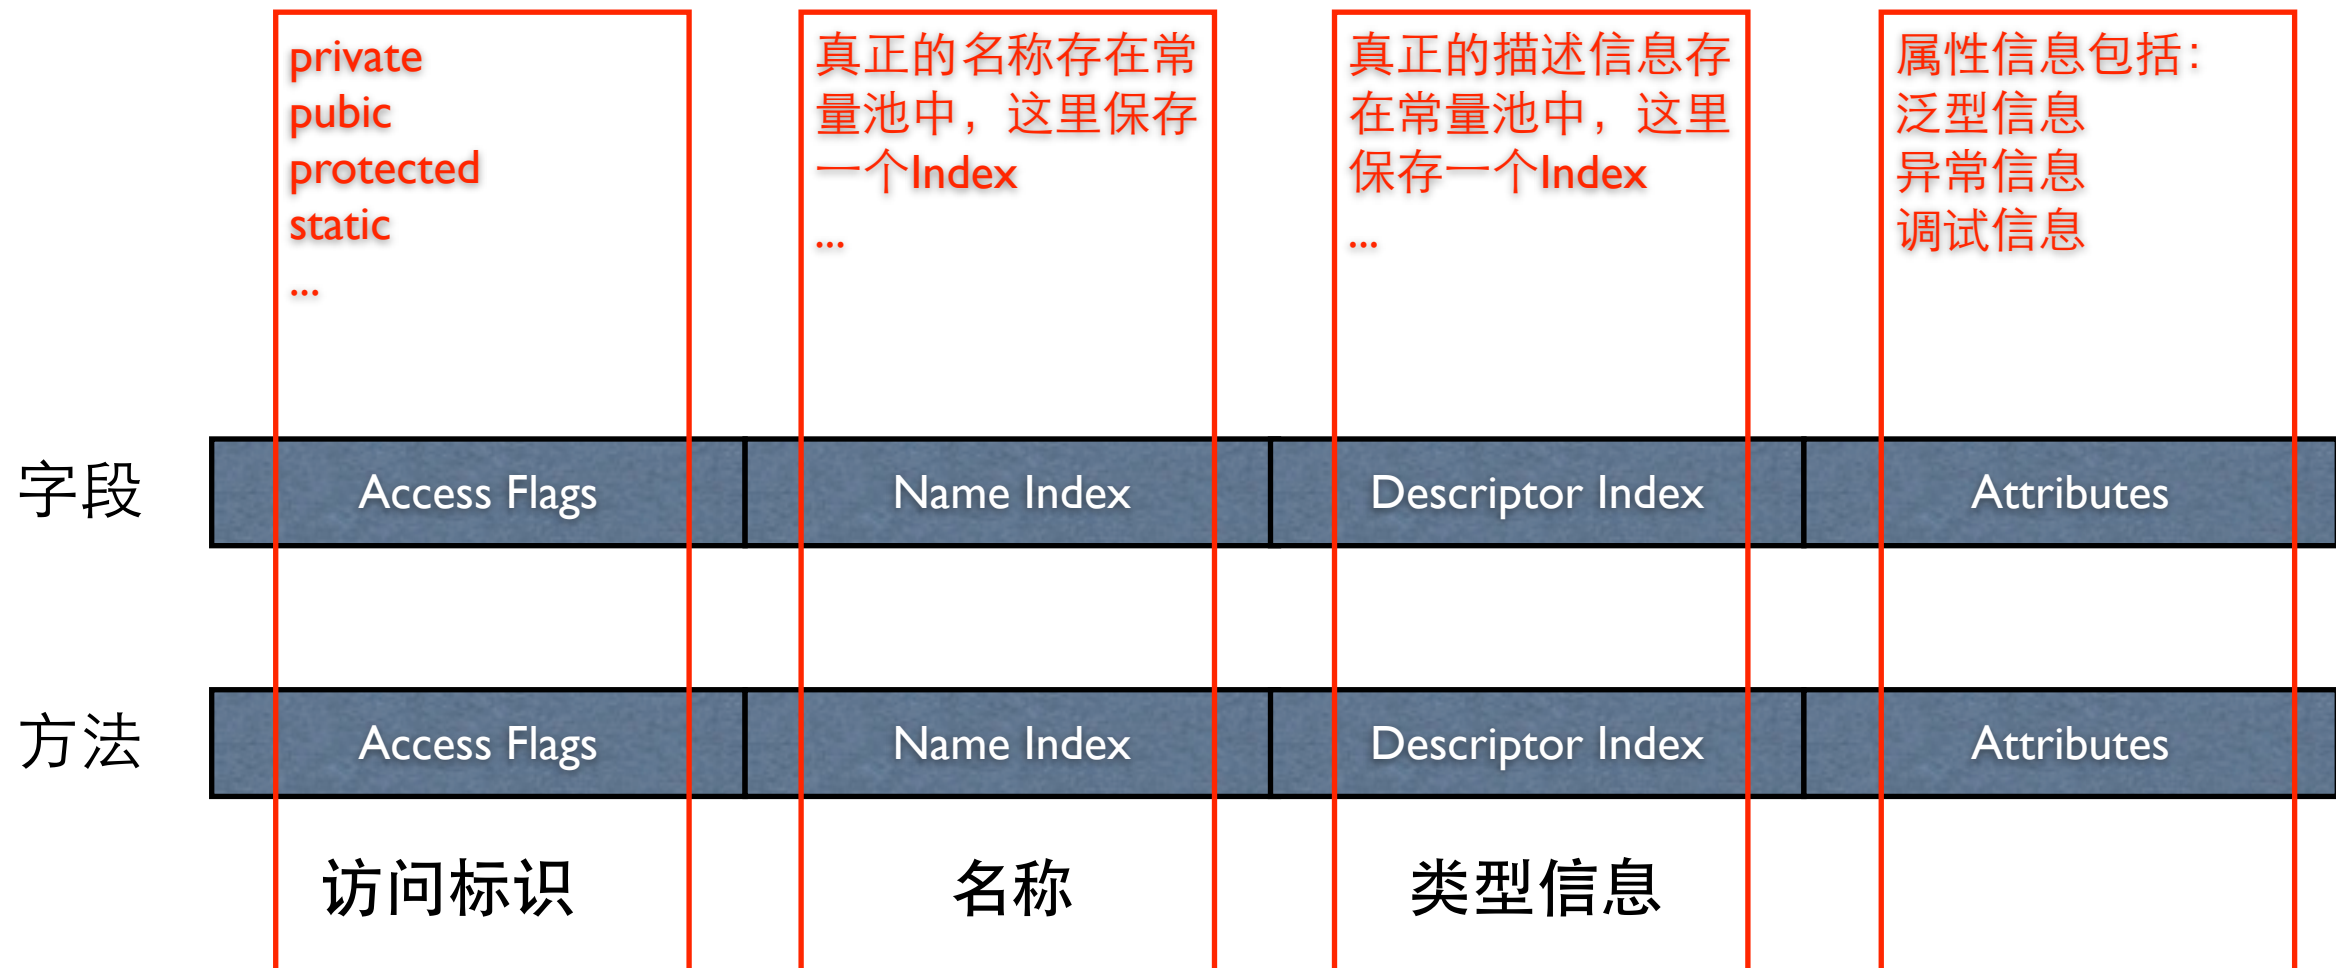 private
pubic
protected
static
...
真正的名称存在常
量池中，这里保存
一个Index
...
真正的描述信息存
在常量池中，这里
保存一个Index
...
属性信息包括：
泛型信息
异常信息
调试信息
字段
Access Flags
Name Index
Descriptor Index
Attributes
方法
Access Flags
Name Index
Descriptor Index
Attributes
访问标识
名称
类型信息